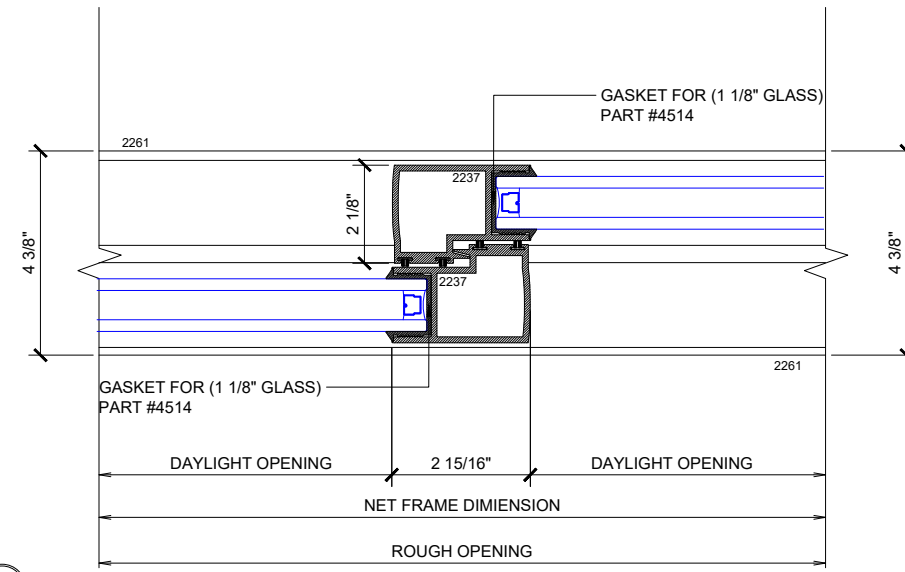 GASKET FOR (1 1/8" GLASS)
PART #4514
2261
2237
2 1/8"
4 3/8"
4 3/8"
2237
2261
GASKET FOR (1 1/8" GLASS)
PART #4514
DAYLIGHT OPENING
2 15/16"
DAYLIGHT OPENING
NET FRAME DIMIENSION
ROUGH OPENING